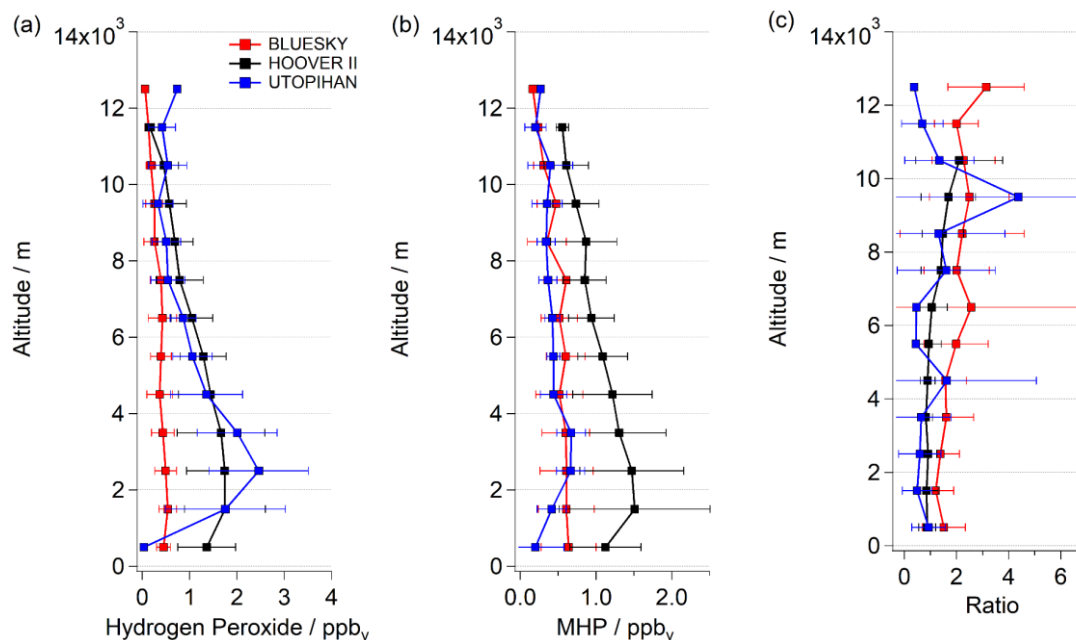 (a)
14x10³
12
10
8
6
4
2
0
Altitude / m
0
1
2
3
4
Hydrogen Peroxide / ppbᵥ
BLUESKY
HOOVER II
UTOPIHAN
(b)
14x10³
12
10
8
6
4
2
0
Altitude / m
0.0
1.0
2.0
MHP / ppbᵥ
(c)
14x10³
12
10
8
6
4
2
0
Altitude / m
0
2
4
6
Ratio